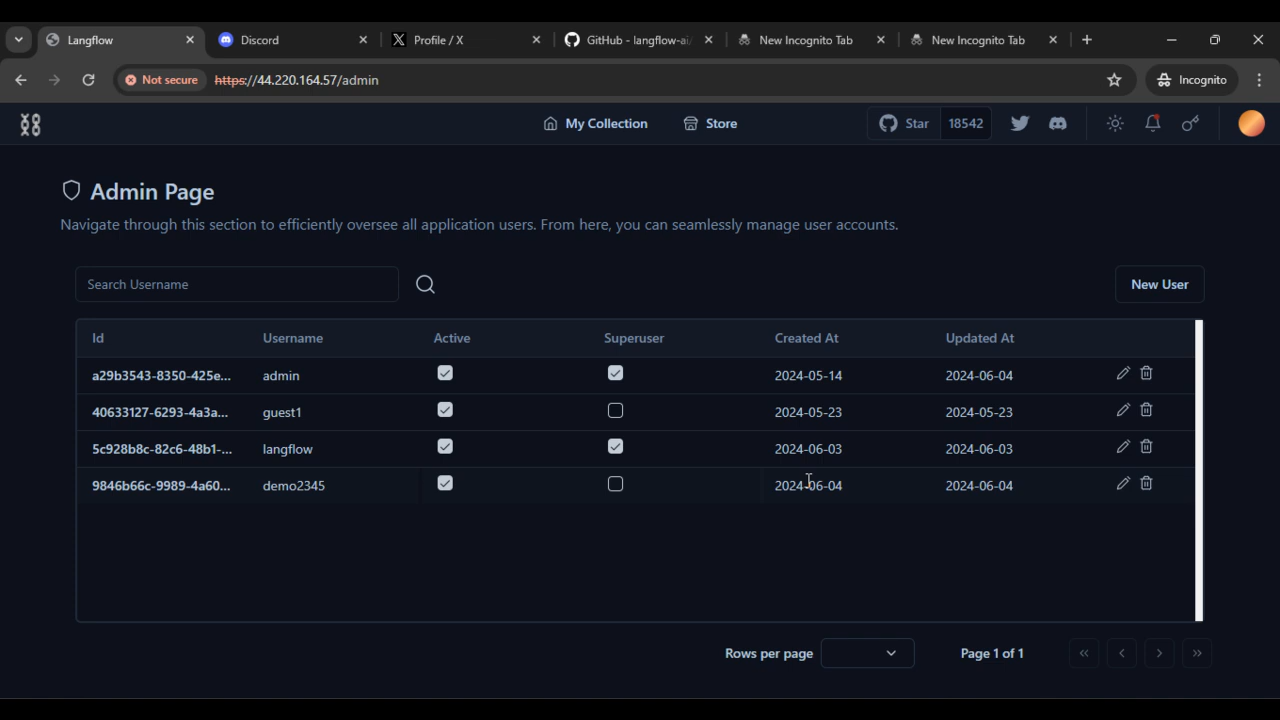 Langflow
Discord
Profile / X
GitHub - langflow-ai/
New Incognito Tab
New Incognito Tab
Not secure
https://44.220.164.57/admin
Incognito
My Collection
Store
Star
18542
Admin Page
Navigate through this section to efficiently oversee all application users. From here, you can seamlessly manage user accounts.
Search Username
New User
Id Username Active Superuser Created At Updated At
a29b3543-8350-425e... admin 2024-05-14 2024-06-04
40633127-6293-4a3a... guest1 2024-05-23 2024-05-23
5c928b8c-82c6-48b1-... langflow 2024-06-03 2024-06-03
9846b66c-9989-4a60... demo2345 2024-06-04 2024-06-04
Rows per page
Page 1 of 1